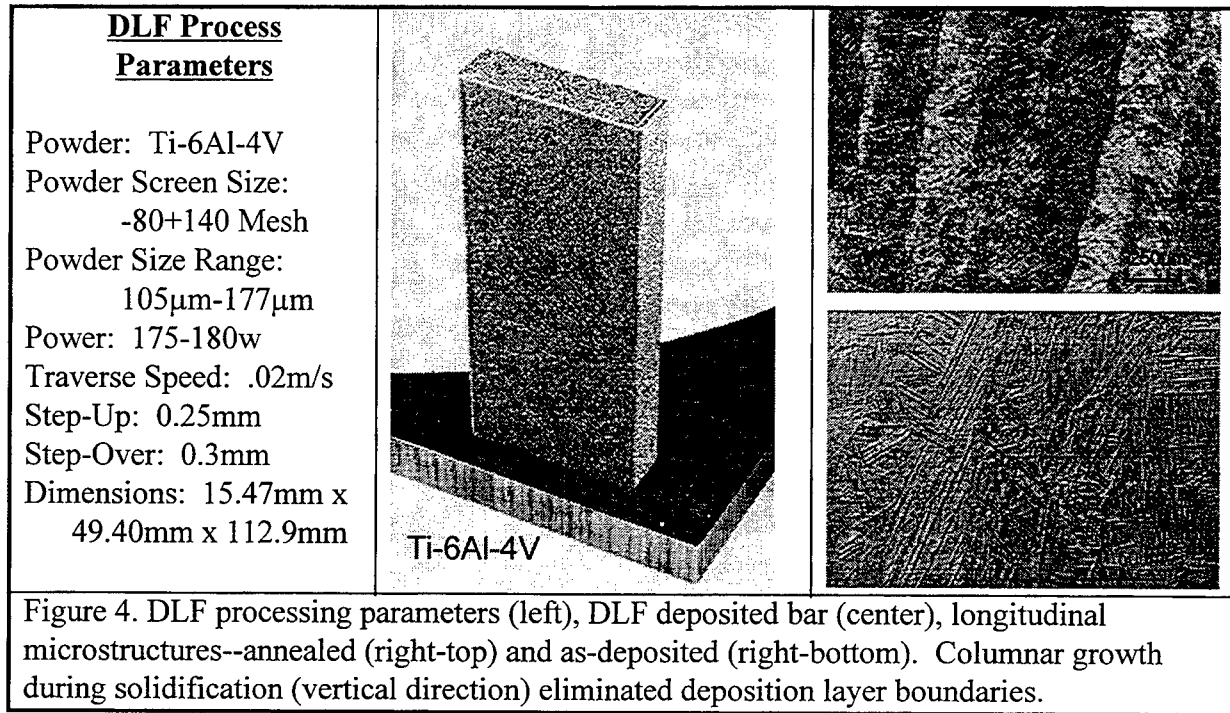 DLF Process
Parameters
Powder: Ti-6Al-4V
Powder Screen Size:
-80+140 Mesh
Powder Size Range:
105μm-177μm
Power: 175-180w
Traverse Speed: .02m/s
Step-Up: 0.25mm
Step-Over: 0.3mm
Dimensions: 15.47mm x
49.40mm x 112.9mm
Ti-6Al-4V
Figure 4. DLF processing parameters (left), DLF deposited bar (center), longitudinal
microstructures--annealed (right-top) and as-deposited (right-bottom). Columnar growth
during solidification (vertical direction) eliminated deposition layer boundaries.